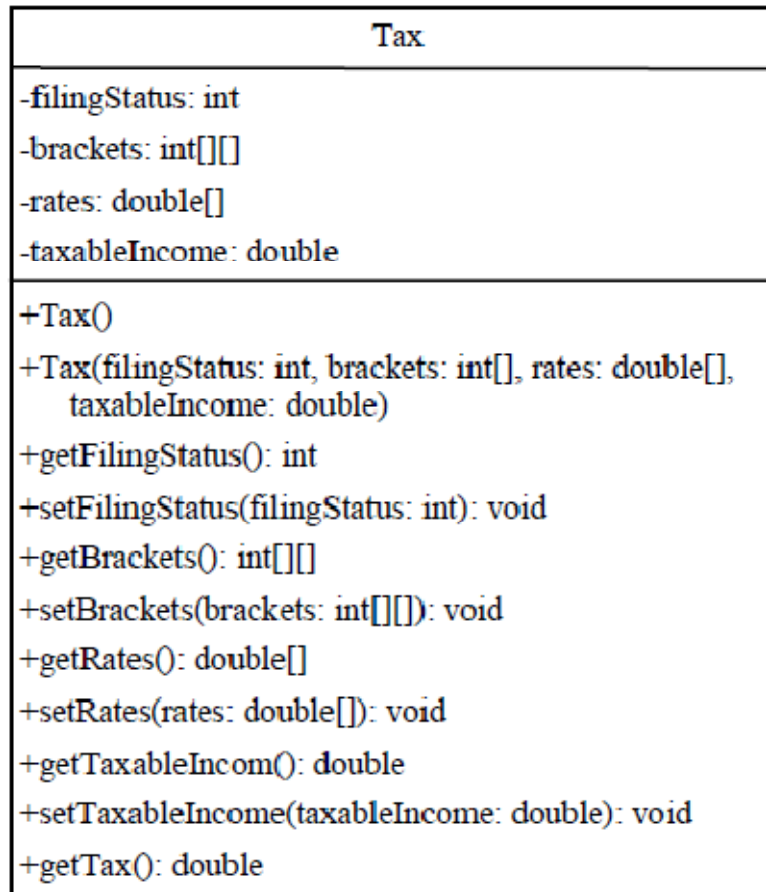 Tax
-filingStatus: int
-brackets: int[][]
-rates: double[]
-taxableIncome: double
+Tax()
+Tax(filingStatus: int, brackets: int[], rates: double[],
taxableIncome: double)
+getFilingStatus(): int
+setFilingStatus(filingStatus: int): void
+getBrackets(): int[][]
+setBrackets(brackets: int[][]): void
+getRates(): double[]
+setRates(rates: double[]): void
+getTaxableIncom(): double
+setTaxableIncome(taxableIncome: double): void
+getTax(): double